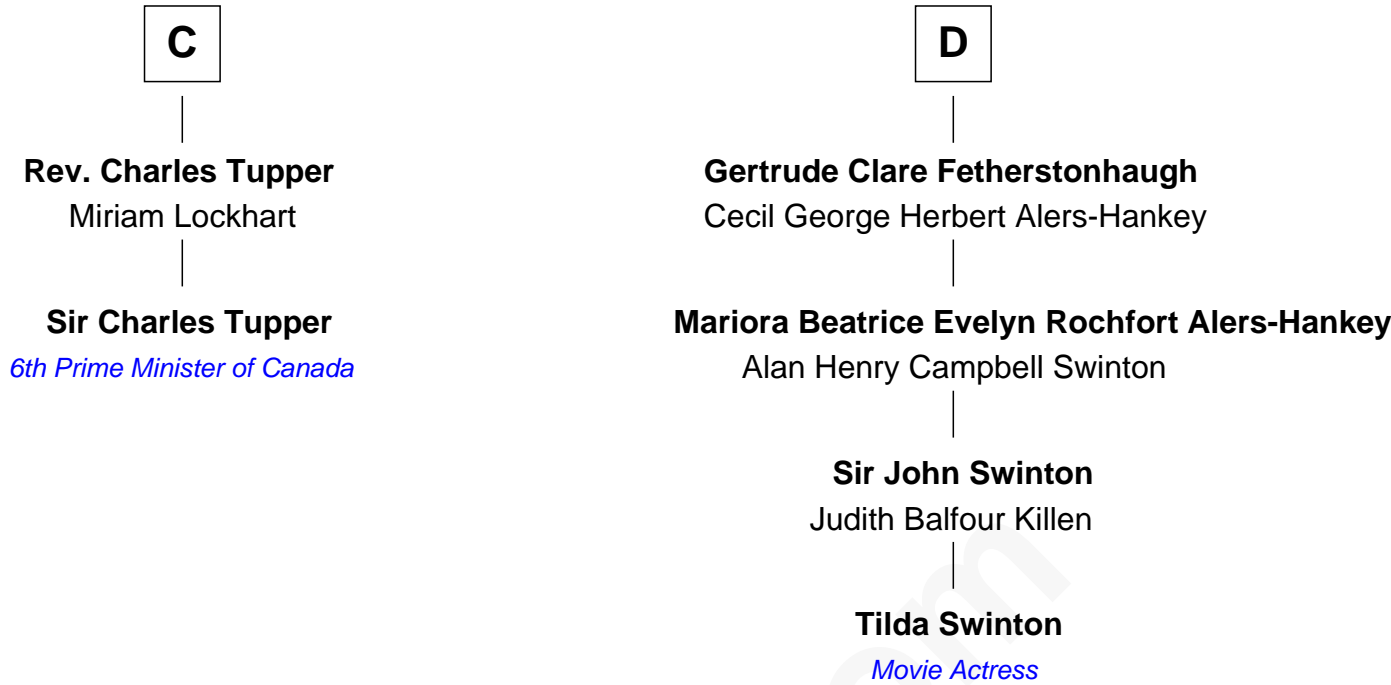 C
Rev. Charles Tupper
Miriam Lockhart
Sir Charles Tupper
6th Prime Minister of Canada
D
Gertrude Clare Fetherstonhaugh
Cecil George Herbert Alers-Hankey
Mariora Beatrice Evelyn Rochfort Alers-Hankey
Alan Henry Campbell Swinton
Sir John Swinton
Judith Balfour Killen
Tilda Swinton
Movie Actress